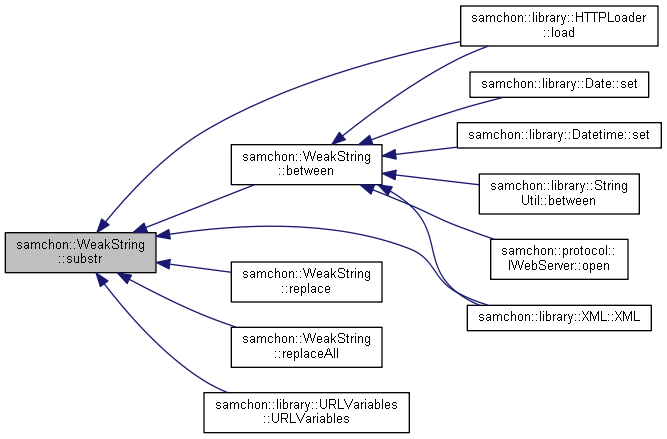 samchon::library::HTTPLoader
::load
samchon::library::Date::set
samchon::library::Datetime::set
samchon::WeakString
::between
samchon::library::String
Util::between
samchon::WeakString
::substr
samchon::protocol::
IWebServer::open
samchon::WeakString
::replace
samchon::library::XML::XML
samchon::WeakString
::replaceAll
samchon::library::URLVariables
::URLVariables